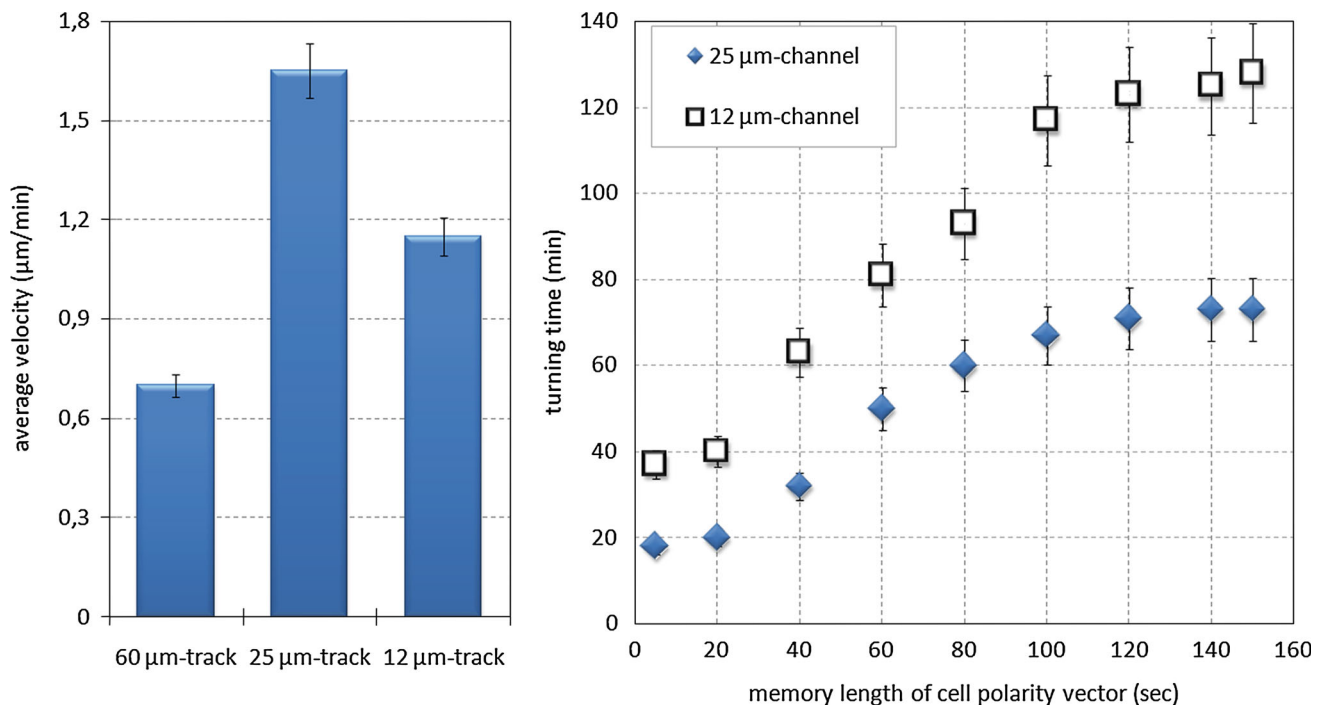 average velocity (µm/min)
1,8
1,5
1,2
0,9
0,6
0,3
0
60 µm-track 25 µm-track 12 µm-track
turning time (min)
140
120
100
80
60
40
20
0
25 µm-channel
12 µm-channel
0 20 40 60 80 100 120 140 160
memory length of cell polarity vector (sec)